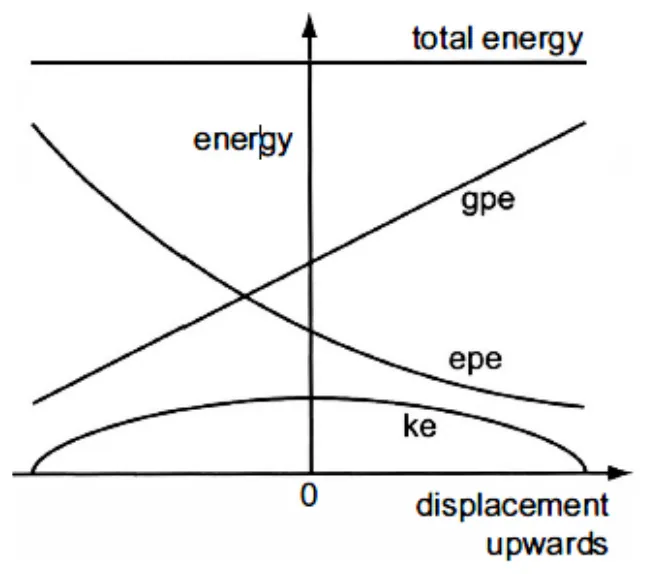 total energy
energy
gpe
epe
ke
0
displacement
upwards